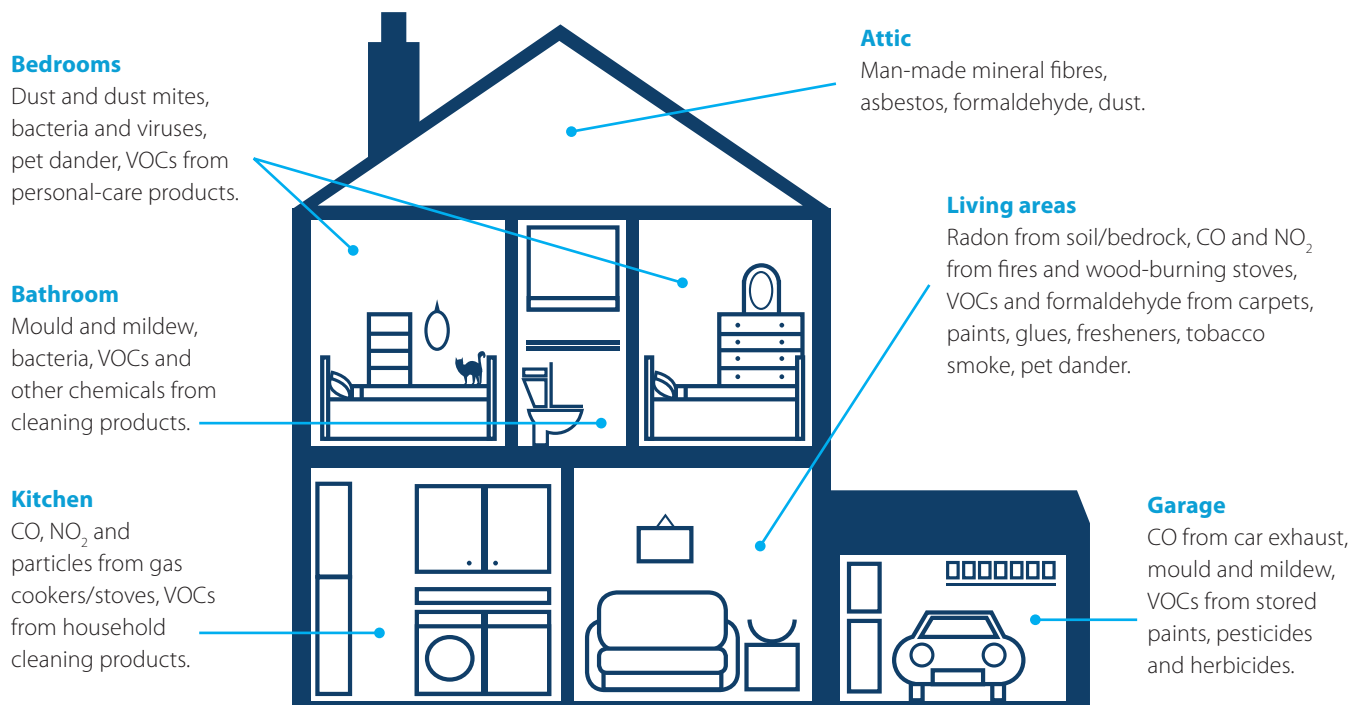 Bedrooms
Dust and dust mites,
bacteria and viruses,
pet dander, VOCs from
personal-care products.
Bathroom
Mould and mildew,
bacteria, VOCs and
other chemicals from
cleaning products.
Kitchen
CO, NO₂ and
particles from gas
cookers/stoves, VOCs
from household
cleaning products.
Attic
Man-made mineral fibres,
asbestos, formaldehyde, dust.
Living areas
Radon from soil/bedrock, CO and NO₂
from fires and wood-burning stoves,
VOCs and formaldehyde from carpets,
paints, glues, fresheners, tobacco
smoke, pet dander.
Garage
CO from car exhaust,
mould and mildew,
VOCs from stored
paints, pesticides
and herbicides.